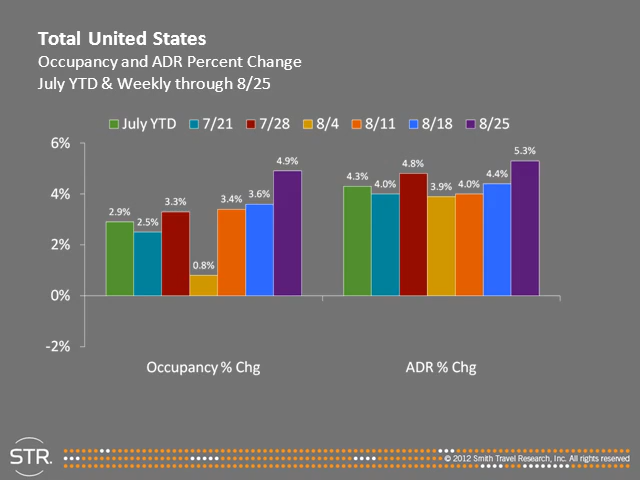 Total United States
Occupancy and ADR Percent Change
July YTD & Weekly through 8/25
July YTD 7/21 7/28 8/4 8/11 8/18 8/25
6%
4%
2%
0%
-2%
2.9% 2.5% 3.3% 0.8% 3.4% 3.6% 4.9%
4.3% 4.0% 4.8% 3.9% 4.0% 4.4% 5.3%
Occupancy % Chg ADR % Chg
STR.
© 2012 Smith Travel Research, Inc. All rights reserved